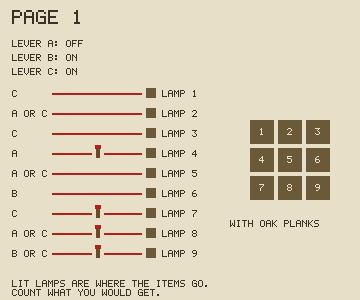 PAGE 1
LEVER A: OFF
LEVER B: ON
LEVER C: ON
C LAMP 1
A OR C LAMP 2
C LAMP 3
A LAMP 4
A OR C LAMP 5
B LAMP 6
C LAMP 7
A OR C LAMP 8
B OR C LAMP 9
1 2 3
4 5 6
7 8 9
WITH OAK PLANKS
LIT LAMPS ARE WHERE THE ITEMS GO.
COUNT WHAT YOU WOULD GET.